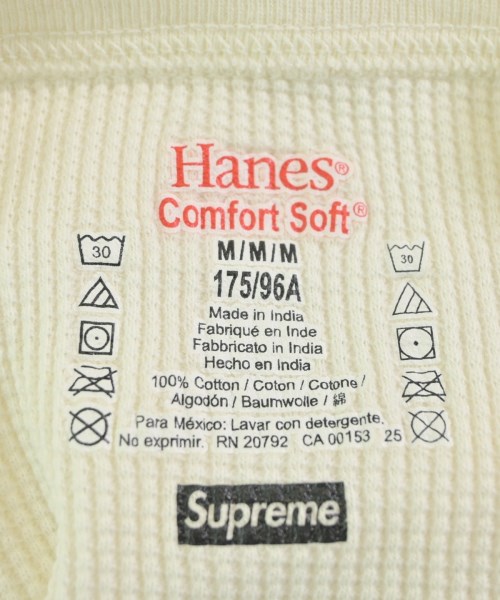 Hanes®
Comfort Soft®
M/M/M
175/96A
30
30
Made in India
Fabriqué en Inde
Fabbricato in India
Hecho en India
100% Cotton / Coton / Cotone /
Algodón / Baumwolle / 綿
Para México: Lavar con detergente.
No exprimir. RN 20792 CA 00153 25
Supreme